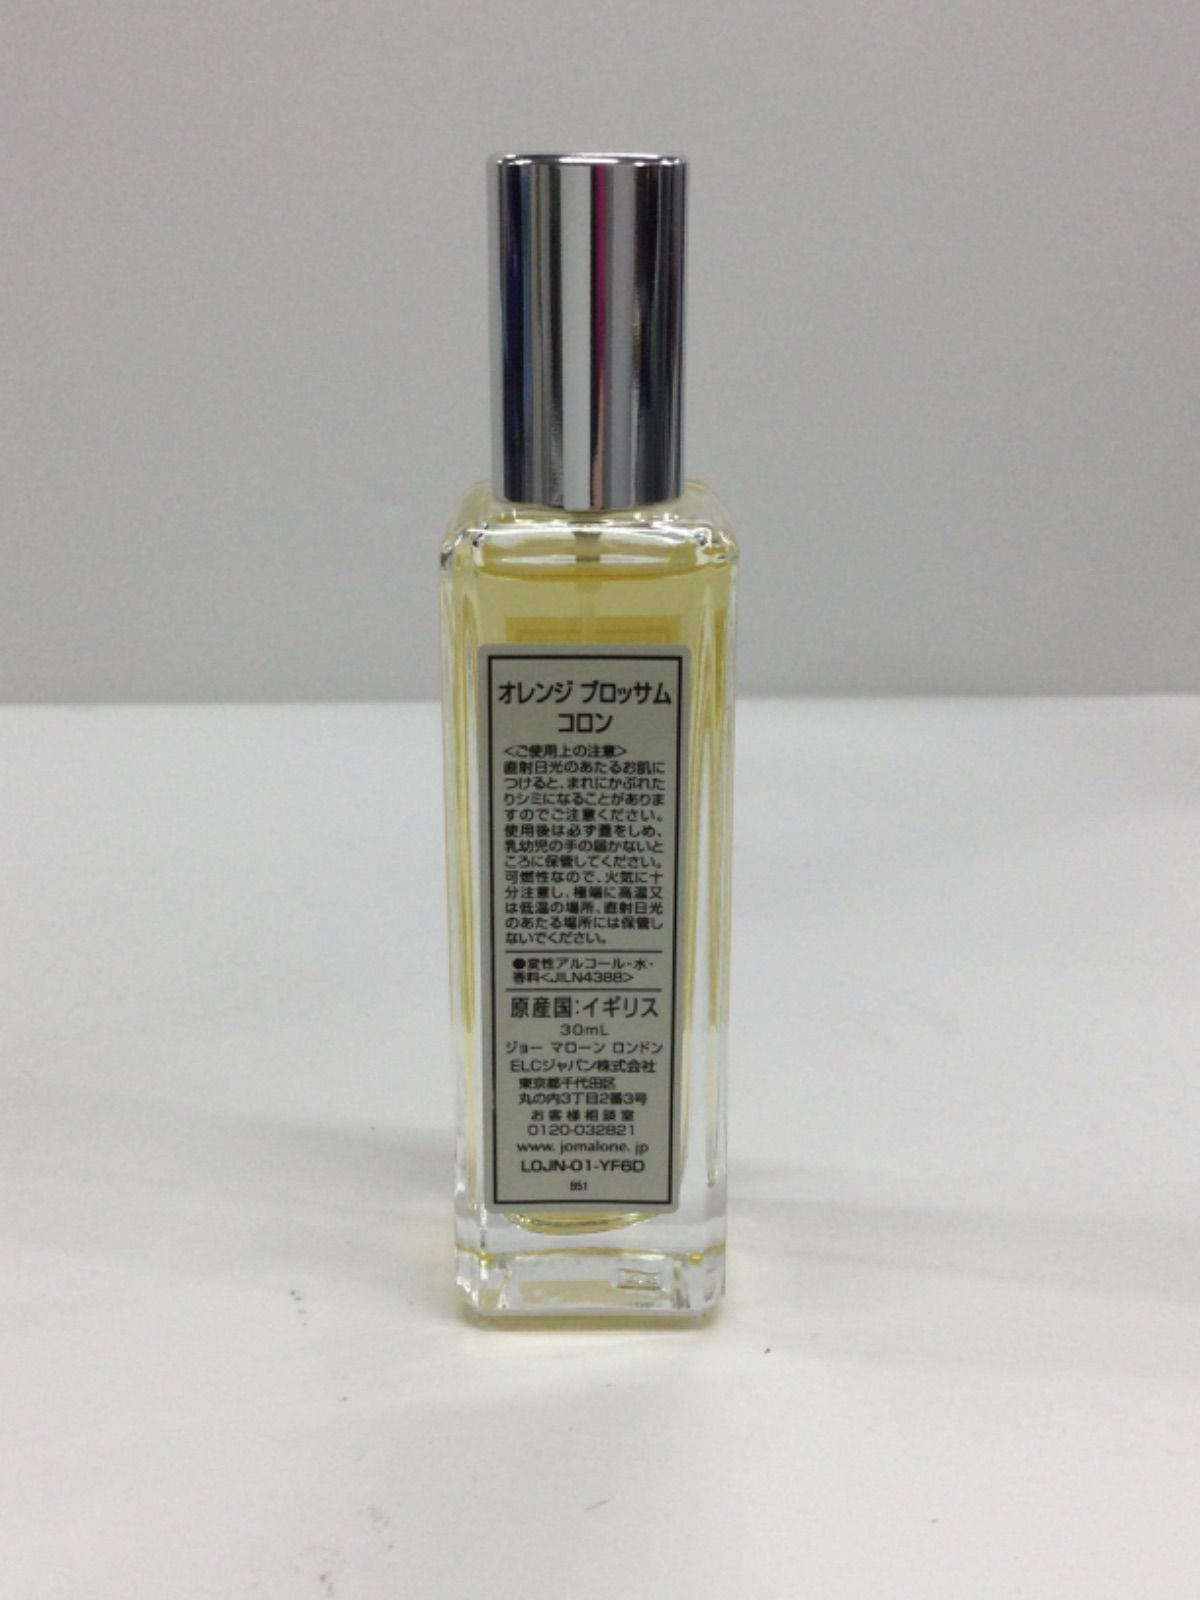 オレンジ ブロッサム
コロン
<ご使用上の注意>
直射日光のあたるお肌に
つけると、まれにかぶれた
りシミになることがありま
すのでご注意ください。
使用後は必ず蓋をしめ、
乳幼児の手の届かないと
ころに保管してください。
可燃性なので、火気に十
分注意し、極端に高温又
は低温の場所、直射日光
のあたる場所には保管し
ないでください。
●変性アルコール・水・
香料<JILN4388>
原産国:イギリス
30mL
ジョー マローン ロンドン
ELCジャパン株式会社
東京都千代田区
丸の内3丁目2番3号
お客様相談室
0120-032821
www.jomalone.jp
L0JN-01-YF6D
B51